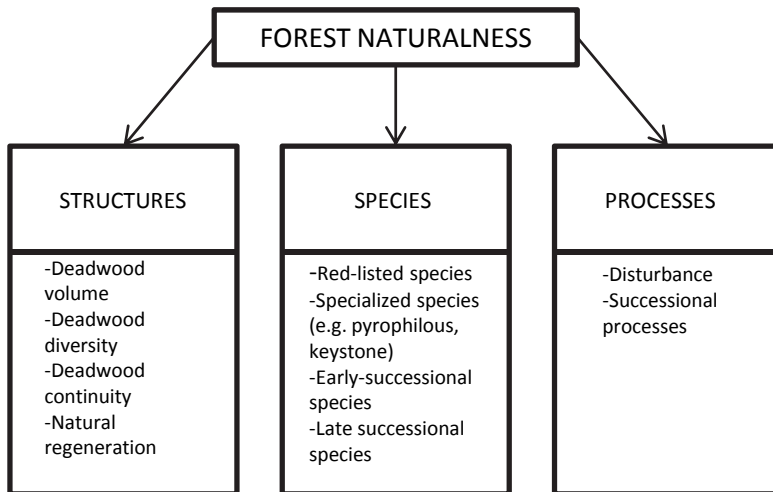 FOREST NATURALNESS
STRUCTURES
-Deadwood
volume
-Deadwood
diversity
-Deadwood
continuity
-Natural
regeneration
SPECIES
-Red-listed species
-Specialized species
(e.g. pyrophilous,
keystone)
-Early-successional
species
-Late successional
species
PROCESSES
-Disturbance
-Successional
processes